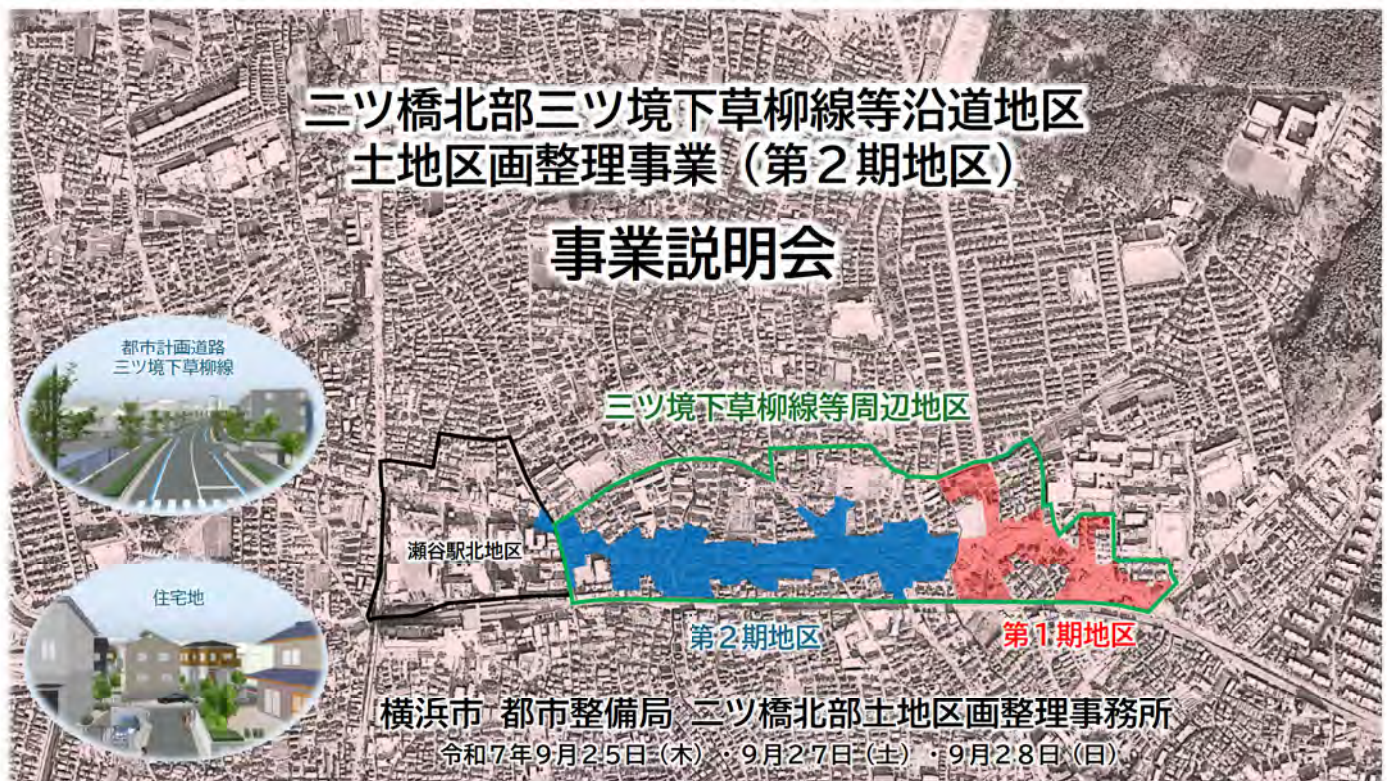 二ツ橋北部三ツ境下草柳線等沿道地区
土地区画整理事業（第２期地区）
事業説明会
都市計画道路
三ツ境下草柳線
三ツ境下草柳線等周辺地区
瀬谷駅北地区
住宅地
第２期地区
第１期地区
横浜市 都市整備局 二ツ橋北部土地区画整理事務所
令和７年９月２５日（木）・９月２７日（土）・９月２８日（日）